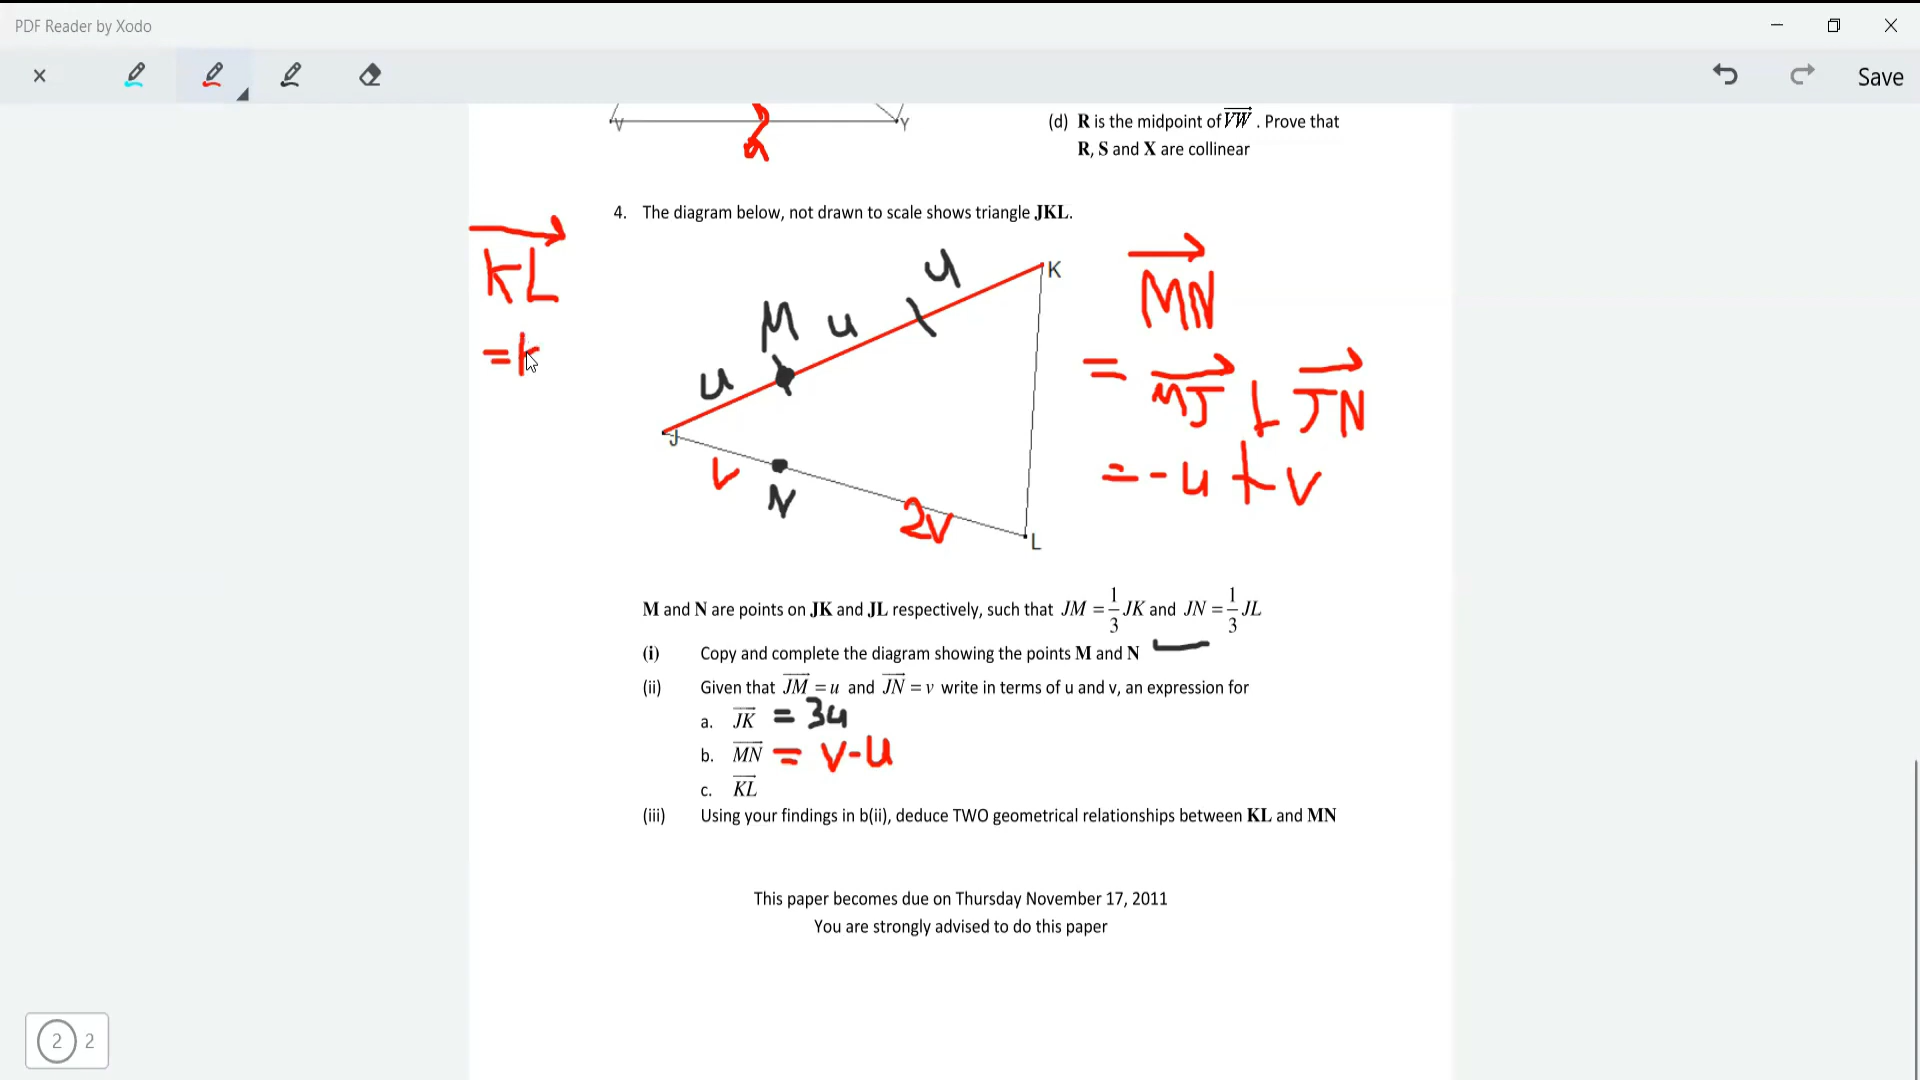 PDF Reader by Xodo
Save
V
Y
(d) R is the midpoint of VW . Prove that
R, S and X are collinear
4. The diagram below, not drawn to scale shows triangle JKL.
KL
= k
u
K
M
u
u
J
v
N
2v
L
MN
= MJ + JN
= -u + v
M and N are points on JK and JL respectively, such that JM = 1/3 JK and JN = 1/3 JL
(i) Copy and complete the diagram showing the points M and N
(ii) Given that JM = u and JN = v write in terms of u and v, an expression for
a. JK = 3u
b. MN = v-u
c. KL
(iii) Using your findings in b(ii), deduce TWO geometrical relationships between KL and MN
This paper becomes due on Thursday November 17, 2011
You are strongly advised to do this paper
2 2